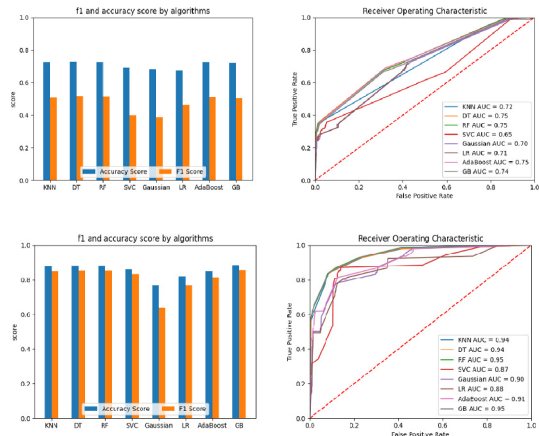 f1 and accuracy score by algorithms
1.0
0.8
0.6
0.4
0.2
0.0
score
KNN DT RF SVC Gaussian LR AdaBoost GB
Accuracy Score F1 Score
Receiver Operating Characteristic
1.0
0.8
0.6
0.4
0.2
0.0
True Positive Rate
KNN AUC = 0.72
DT AUC = 0.75
RF AUC = 0.75
SVC AUC = 0.65
Gaussian AUC = 0.70
LR AUC = 0.71
AdaBoost AUC = 0.75
GB AUC = 0.74
0.0 0.2 0.4 0.6 0.8 1.0
False Positive Rate
f1 and accuracy score by algorithms
1.0
0.8
0.6
0.4
0.2
0.0
score
KNN DT RF SVC Gaussian LR AdaBoost GB
Accuracy Score F1 Score
Receiver Operating Characteristic
1.0
0.8
0.6
0.4
0.2
0.0
True Positive Rate
KNN AUC = 0.94
DT AUC = 0.94
RF AUC = 0.95
SVC AUC = 0.87
Gaussian AUC = 0.90
LR AUC = 0.88
AdaBoost AUC = 0.91
GB AUC = 0.95
0.0 0.2 0.4 0.6 0.8 1.0
False Positive Rate